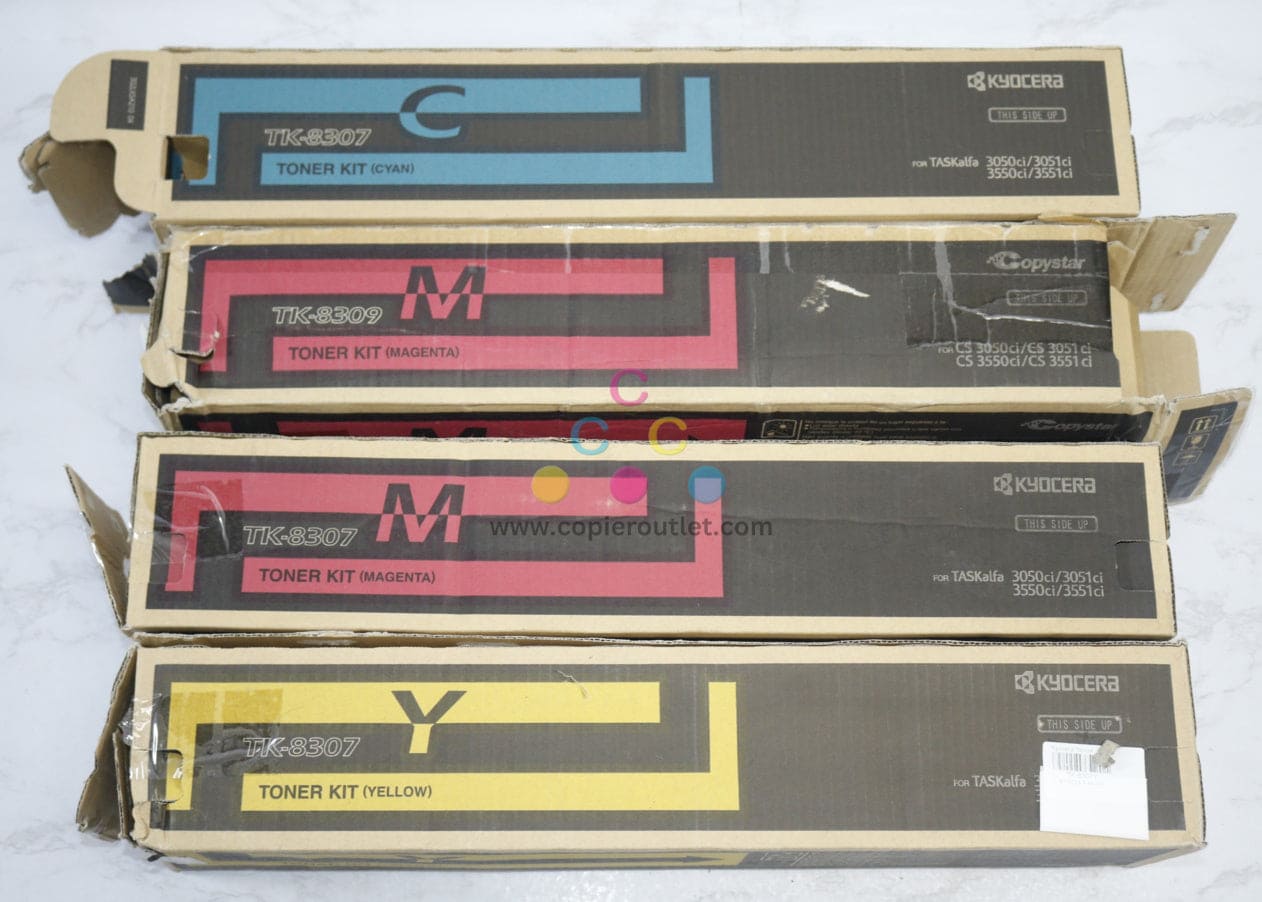 C
KYOCERA
THIS SIDE UP
TK-8307
TONER KIT (CYAN)
FOR TASKalfa 3050ci/3051ci
3550ci/3551ci
M
Copystar
THIS SIDE UP
TK-8309
TONER KIT (MAGENTA)
FOR CS 3050ci/CS 3051ci
CS 3550ci/CS 3551ci
C
C C
Copystar
M
KYOCERA
THIS SIDE UP
www.copieroutlet.com
TK-8307
TONER KIT (MAGENTA)
FOR TASKalfa 3050ci/3051ci
3550ci/3551ci
Y
KYOCERA
THIS SIDE UP
TK-8307
TONER KIT (YELLOW)
FOR TASKalfa